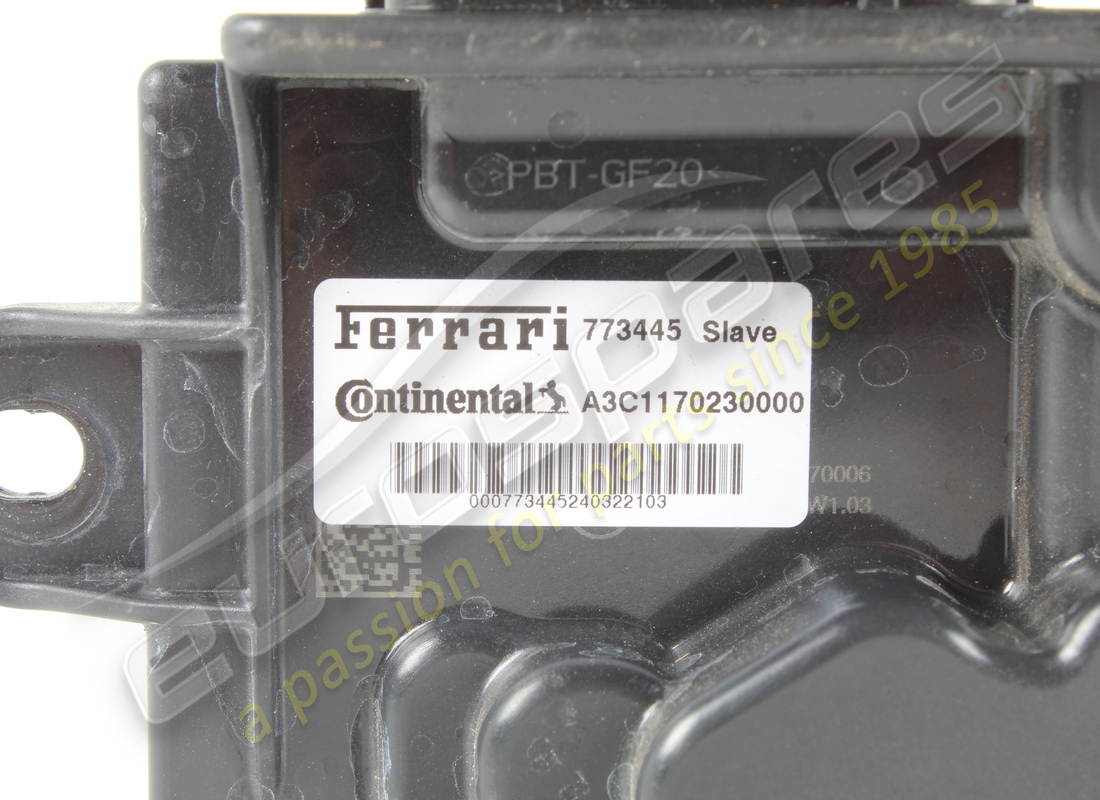 >PBT-GF20<
Ferrari 773445 Slave
Continental A3C1170230000
000773445240322103
70006
W1.03
eurospares
a passion for parts since 1985